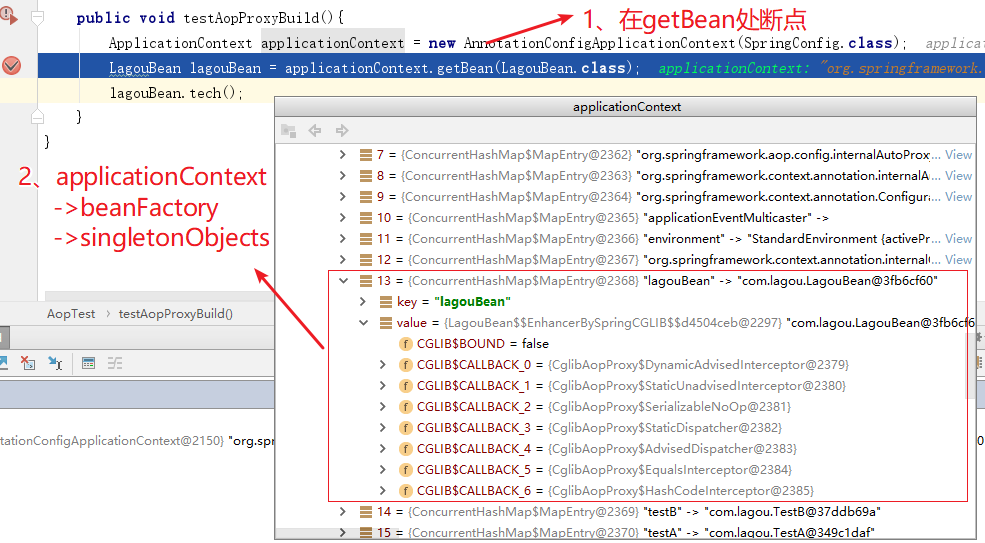 public void testAopProxyBuild(){
1、在getBean处断点
ApplicationContext applicationContext = new AnnotationConfigApplicationContext(SpringConfig.class);
LagouBean lagouBean = applicationContext.getBean(LagouBean.class); applicationContext: "org.springframework.
lagouBean.tech();
}
}
applicationContext
7 = {ConcurrentHashMap$MapEntry@2362} "org.springframework.aop.config.internalAutoProxy... View
8 = {ConcurrentHashMap$MapEntry@2363} "org.springframework.context.annotation.internalA... View
9 = {ConcurrentHashMap$MapEntry@2364} "org.springframework.context.annotation.Configura... View
10 = {ConcurrentHashMap$MapEntry@2365} "applicationEventMulticaster" ->
11 = {ConcurrentHashMap$MapEntry@2366} "environment" -> "StandardEnvironment {activePr... View
12 = {ConcurrentHashMap$MapEntry@2367} "org.springframework.context.annotation.internal... View
2、applicationContext
->beanFactory
->singletonObjects
13 = {ConcurrentHashMap$MapEntry@2368} "lagouBean" -> "com.lagou.LagouBean@3fb6cf60"
key = "lagouBean"
value = {LagouBean$$EnhancerBySpringCGLIB$$d4504ceb@2297} "com.lagou.LagouBean@3fb6cf6
CGLIB$BOUND = false
CGLIB$CALLBACK_0 = {CglibAopProxy$DynamicAdvisedInterceptor@2379}
CGLIB$CALLBACK_1 = {CglibAopProxy$StaticUnadvisedInterceptor@2380}
CGLIB$CALLBACK_2 = {CglibAopProxy$SerializableNoOp@2381}
CGLIB$CALLBACK_3 = {CglibAopProxy$StaticDispatcher@2382}
CGLIB$CALLBACK_4 = {CglibAopProxy$AdvisedDispatcher@2383}
CGLIB$CALLBACK_5 = {CglibAopProxy$EqualsInterceptor@2384}
CGLIB$CALLBACK_6 = {CglibAopProxy$HashCodeInterceptor@2385}
14 = {ConcurrentHashMap$MapEntry@2369} "testB" -> "com.lagou.TestB@37ddb69a"
15 = {ConcurrentHashMap$MapEntry@2370} "testA" -> "com.lagou.TestA@349c1daf"
AopTest > testAopProxyBuild()
tationConfigApplicationContext@2150} "org.spr